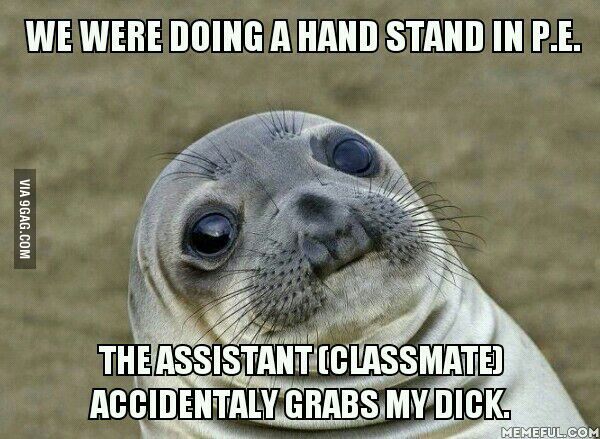 WE WERE DOING A HAND STAND IN P.E.
VIA 9GAG.COM
THE ASSISTANT (CLASSMATE)
ACCIDENTALY GRABS MY DICK.
MEMEFUL.COM